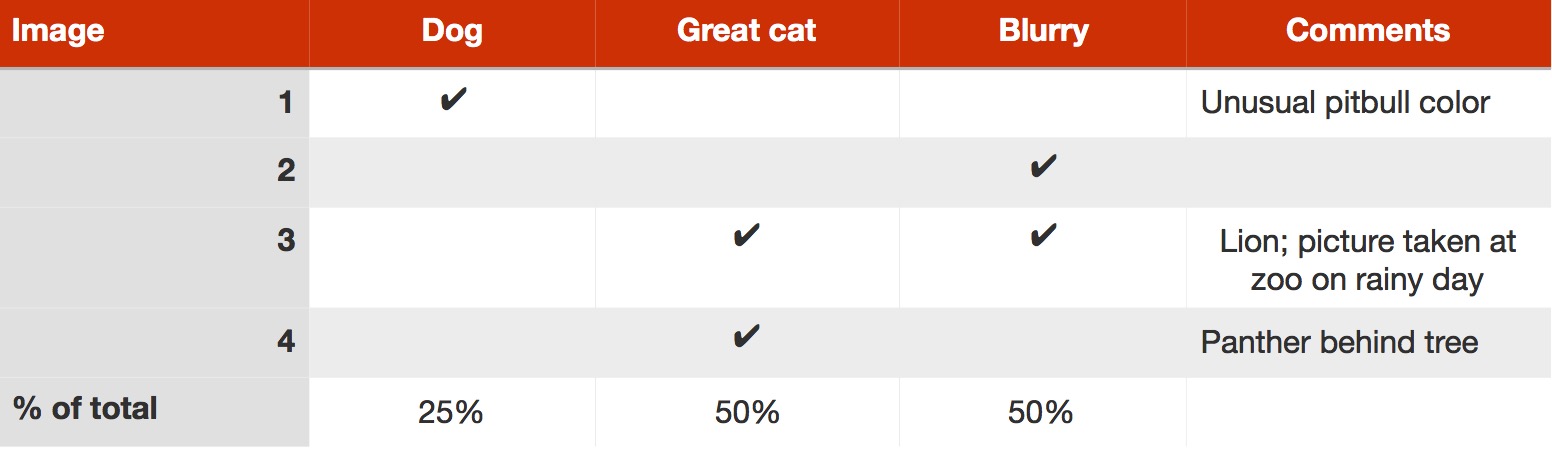 Image Dog Great cat Blurry Comments
1 ✔ Unusual pitbull color
2 ✔
3 ✔ ✔ Lion; picture taken at
zoo on rainy day
4 ✔ Panther behind tree
% of total 25% 50% 50%